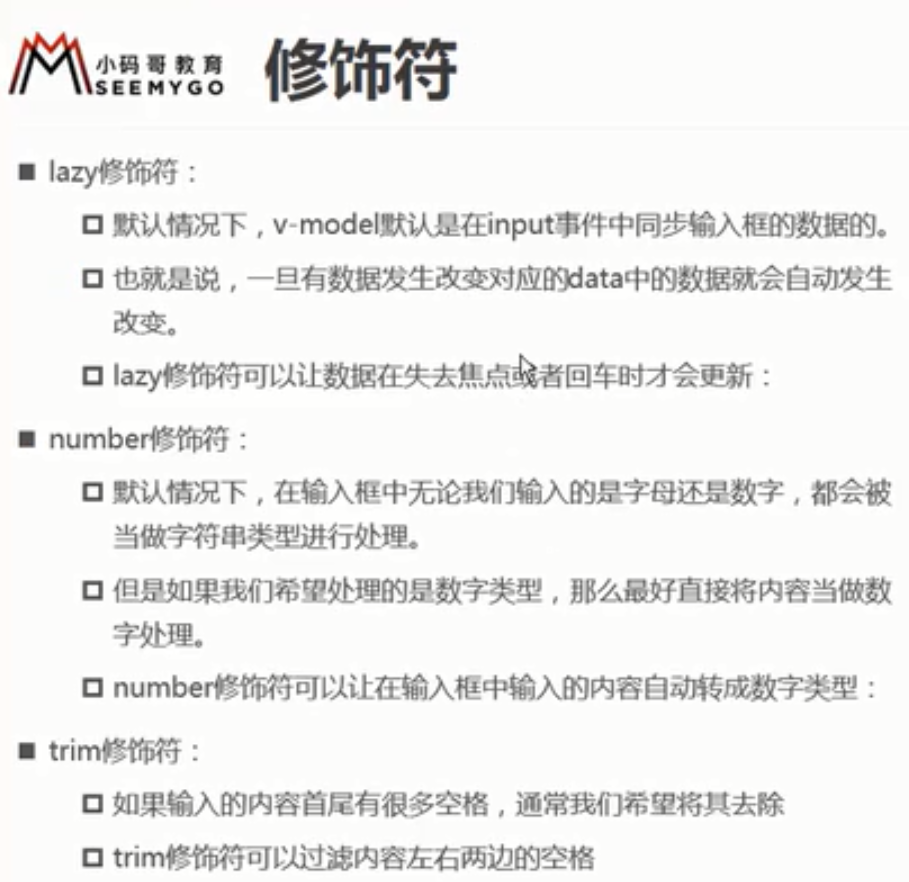 小码哥教育
SEEMYGO
修饰符
lazy修饰符：
默认情况下，v-model默认是在input事件中同步输入框的数据的。
也就是说，一旦有数据发生改变对应的data中的数据就会自动发生
改变。
lazy修饰符可以让数据在失去焦点或者回车时才会更新：
number修饰符：
默认情况下，在输入框中无论我们输入的是字母还是数字，都会被
当做字符串类型进行处理。
但是如果我们希望处理的是数字类型，那么最好直接将内容当做数
字处理。
number修饰符可以让在输入框中输入的内容自动转成数字类型：
trim修饰符：
如果输入的内容首尾有很多空格，通常我们希望将其去除
trim修饰符可以过滤内容左右两边的空格